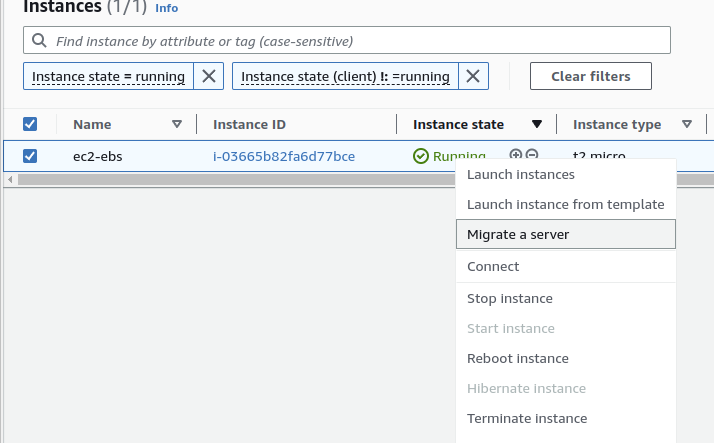 Instances (1/1) Info
Find instance by attribute or tag (case-sensitive)
Instance state = running
Instance state (client) !: =running
Clear filters
Name Instance ID Instance state Instance type
ec2-ebs i-03665b82fa6d77bce Running t2.micro
Launch instances
Launch instance from template
Migrate a server
Connect
Stop instance
Start instance
Reboot instance
Hibernate instance
Terminate instance